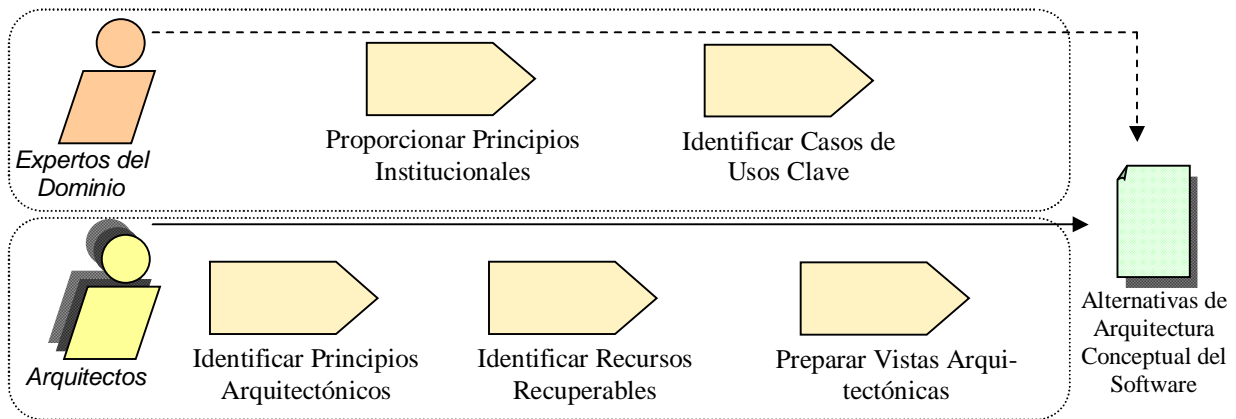 Expertos del
Dominio
Proporcionar Principios
Institucionales
Identificar Casos de
Usos Clave
Arquitectos
Identificar Principios
Arquitectónicos
Identificar Recursos
Recuperables
Preparar Vistas Arqui-
tectónicas
Alternativas de
Arquitectura
Conceptual del
Software